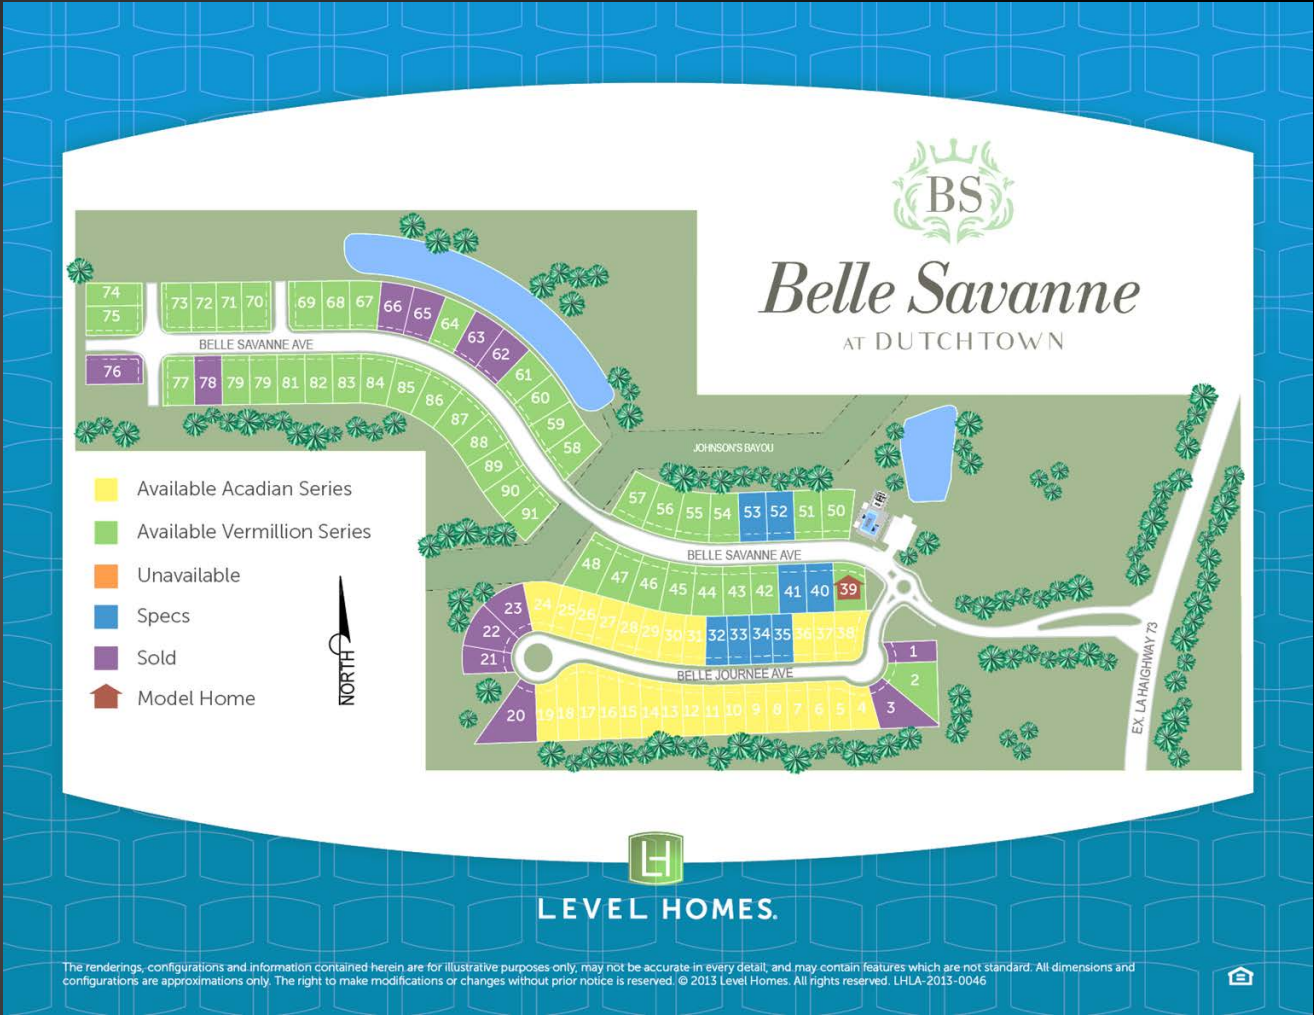 BS
Belle Savanne
AT DUTCHTOWN
74
75
73 72 71 70
69 68 67 66 65 64 63 62 61 60 59 58
BELLE SAVANNE AVE
76
77 78 79 79 81 82 83 84 85 86 87 88 89 90 91
JOHNSON'S BAYOU
57 56 55 54 53 52 51 50
BELLE SAVANNE AVE
48 47 46 45 44 43 42 41 40 39
23 24 25 26 27 28 29 30 31 32 33 34 35 36 37 38
22
21
BELLE JOURNEE AVE
1
2
3
20 19 18 17 16 15 14 13 12 11 10 9 8 7 6 5 4
EX. LA HAIGHWAY 73
Available Acadian Series
Available Vermillion Series
Unavailable
Specs
Sold
Model Home
NORTH
LH
LEVEL HOMES.
The renderings, configurations and information contained herein are for illustrative purposes only, may not be accurate in every detail, and may contain features which are not standard. All dimensions and
configurations are approximations only. The right to make modifications or changes without prior notice is reserved. © 2013 Level Homes. All rights reserved. LHLA-2013-0046